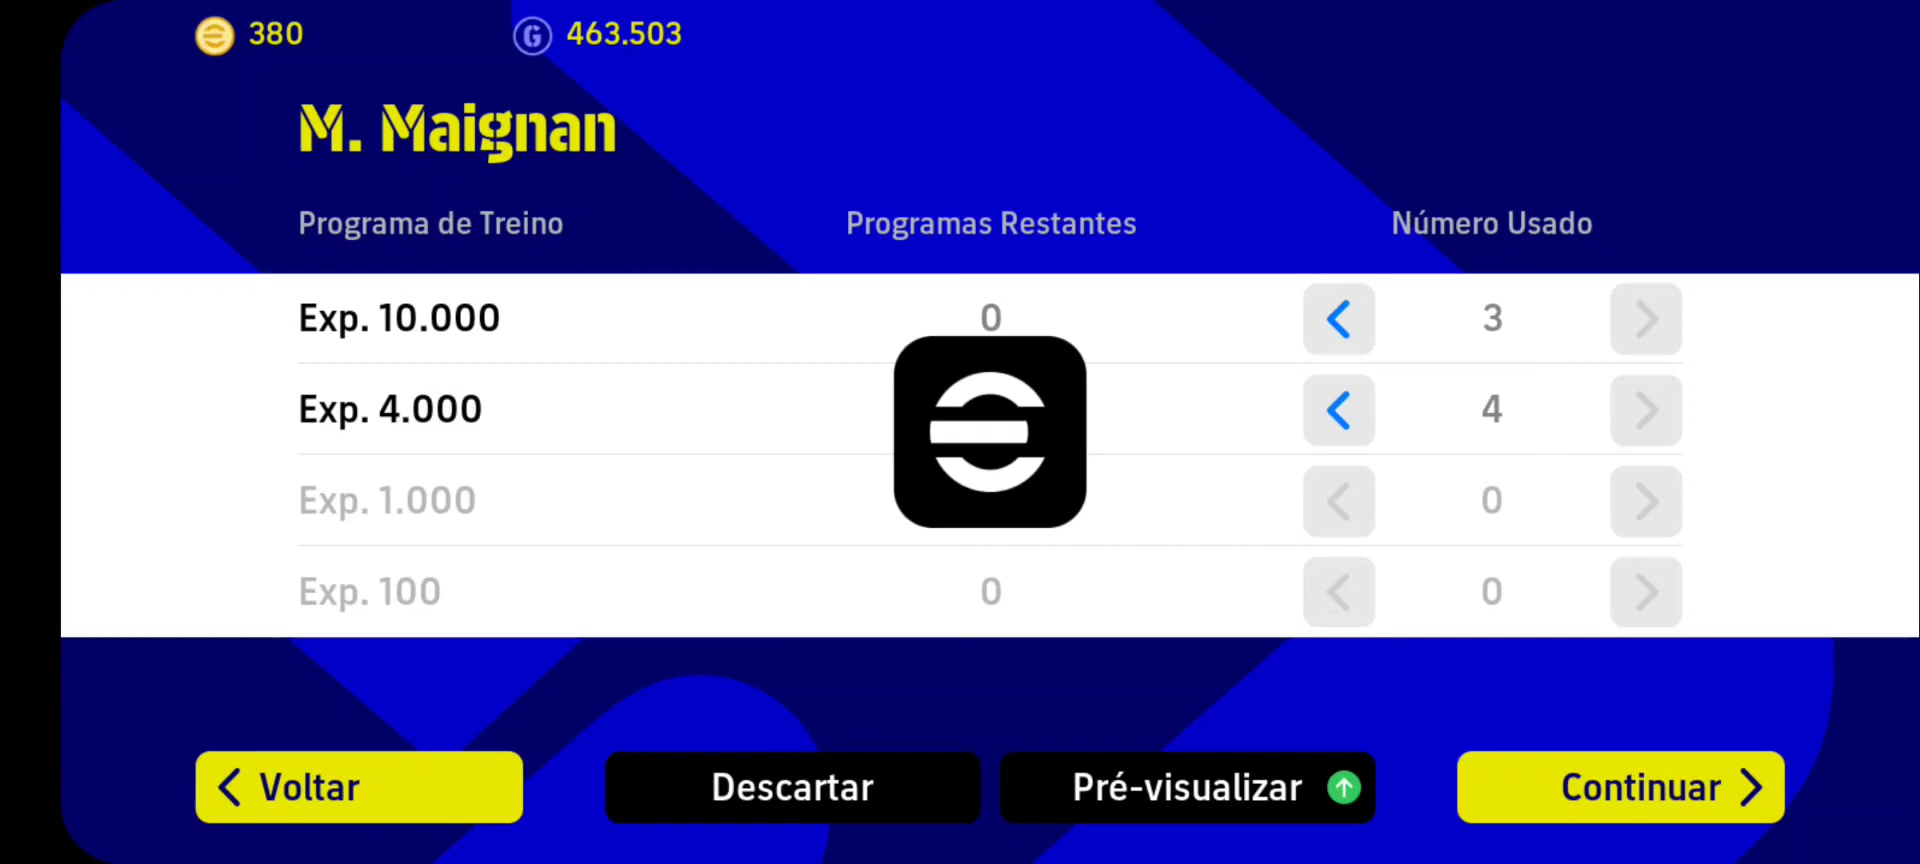 380 463.503
M. Maignan
Programa de Treino Programas Restantes Número Usado
Exp. 10.000 0 3
Exp. 4.000 4
Exp. 1.000 0
Exp. 100 0 0
Voltar Descartar Pré-visualizar Continuar